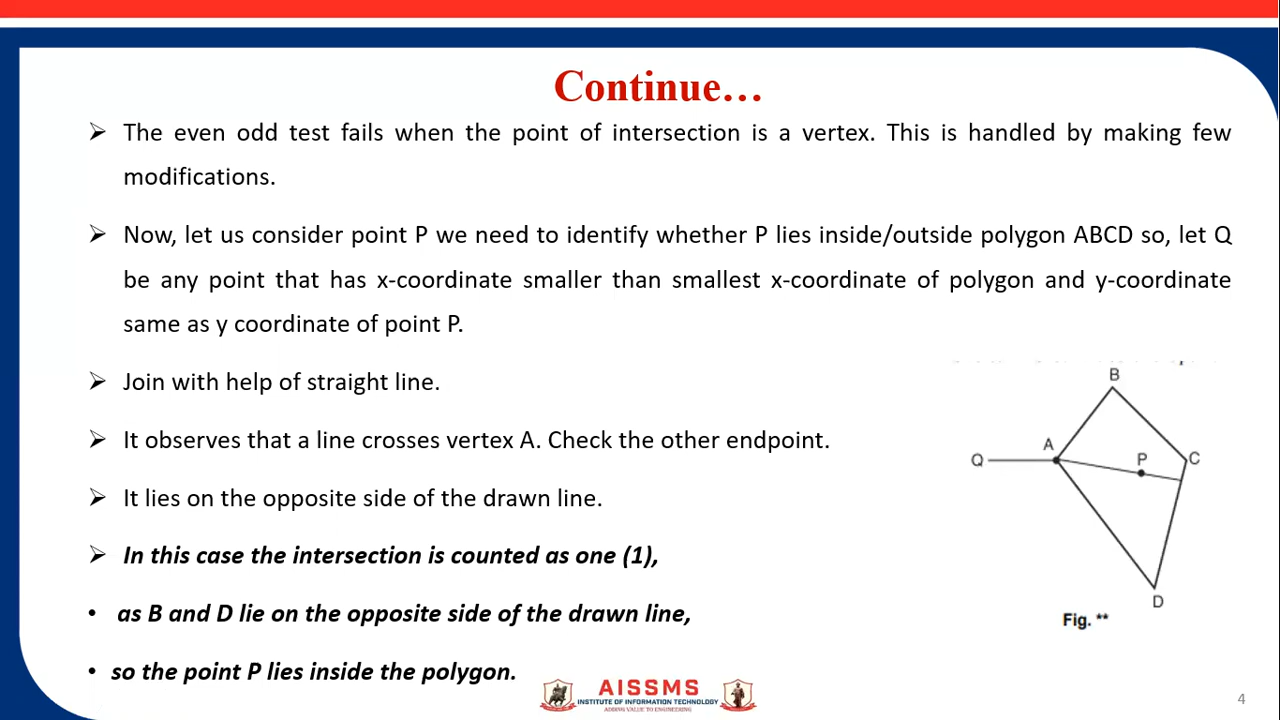 Continue…
➢ The even odd test fails when the point of intersection is a vertex. This is handled by making few
modifications.
➢ Now, let us consider point P we need to identify whether P lies inside/outside polygon ABCD so, let Q
be any point that has x-coordinate smaller than smallest x-coordinate of polygon and y-coordinate
same as y coordinate of point P.
➢ Join with help of straight line.
➢ It observes that a line crosses vertex A. Check the other endpoint.
➢ It lies on the opposite side of the drawn line.
➢ In this case the intersection is counted as one (1),
• as B and D lie on the opposite side of the drawn line,
• so the point P lies inside the polygon.
B
A
Q
P
C
D
Fig. **
AISSMS
INSTITUTE OF INFORMATION TECHNOLOGY
ADDING VALUE TO ENGINEERING
4